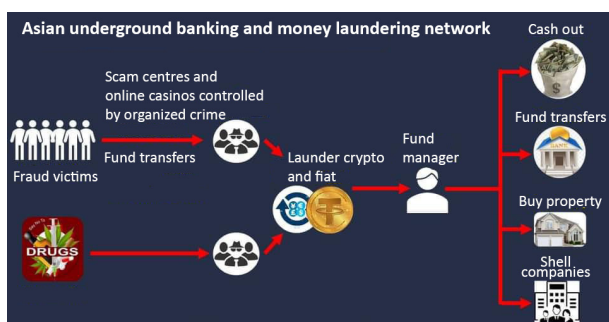 Asian underground banking and money laundering network
Cash out
Scam centres and
online casinos controlled
by organized crime
Fund transfers
Fraud victims
Launder crypto
and fiat
Fund
manager
Fund transfers
BANK
Buy property
DRUGS
Shell
companies